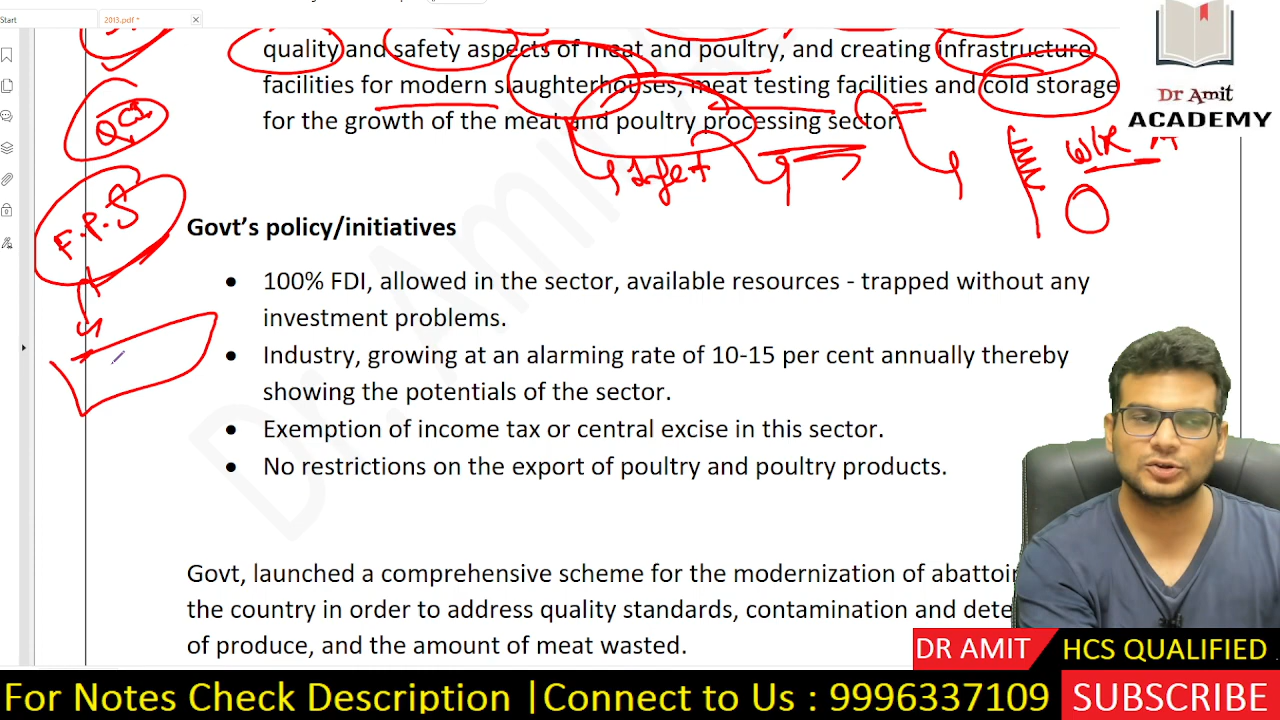 Start
2013.pdf *
quality and safety aspects of meat and poultry, and creating infrastructure
facilities for modern slaughterhouses, meat testing facilities and cold storage
for the growth of the meat and poultry processing sector.
Dr Amit
ACADEMY
F.P.S
Govt's policy/initiatives
• 100% FDI, allowed in the sector, available resources - trapped without any
investment problems.
• Industry, growing at an alarming rate of 10-15 per cent annually thereby
showing the potentials of the sector.
• Exemption of income tax or central excise in this sector.
• No restrictions on the export of poultry and poultry products.
Govt, launched a comprehensive scheme for the modernization of abattoi
the country in order to address quality standards, contamination and dete
of produce, and the amount of meat wasted.
DR AMIT HCS QUALIFIED
For Notes Check Description |Connect to Us : 9996337109 SUBSCRIBE